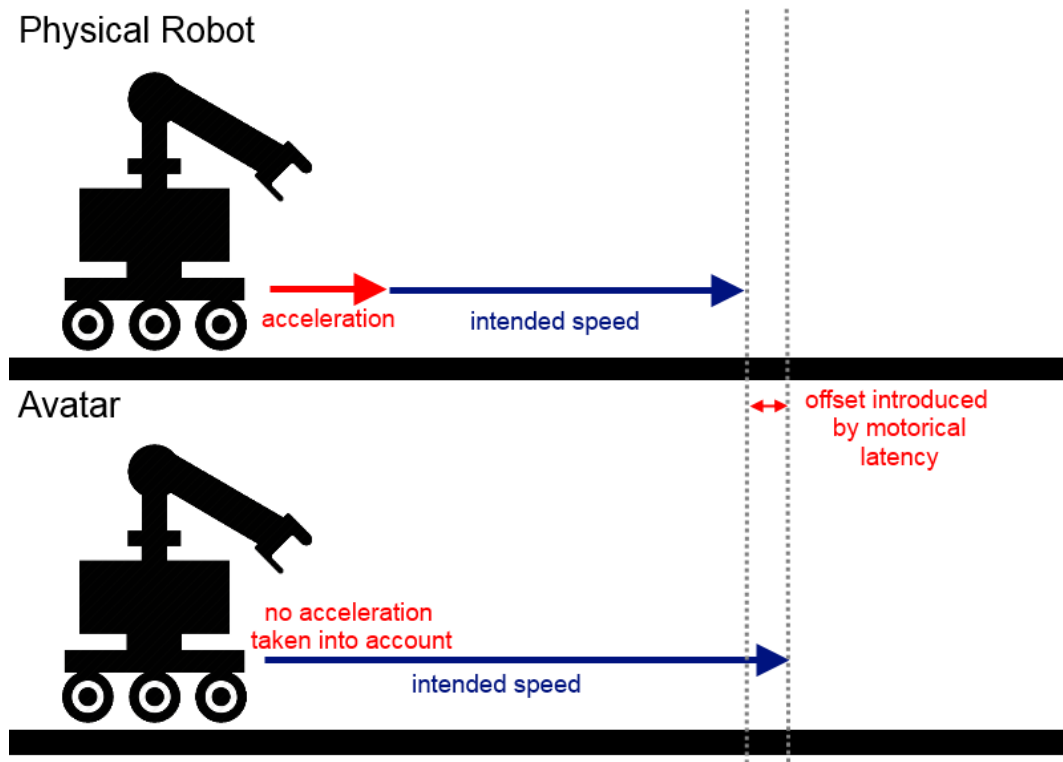 Physical Robot
acceleration
intended speed
Avatar
offset introduced
by motorical
latency
no acceleration
taken into account
intended speed